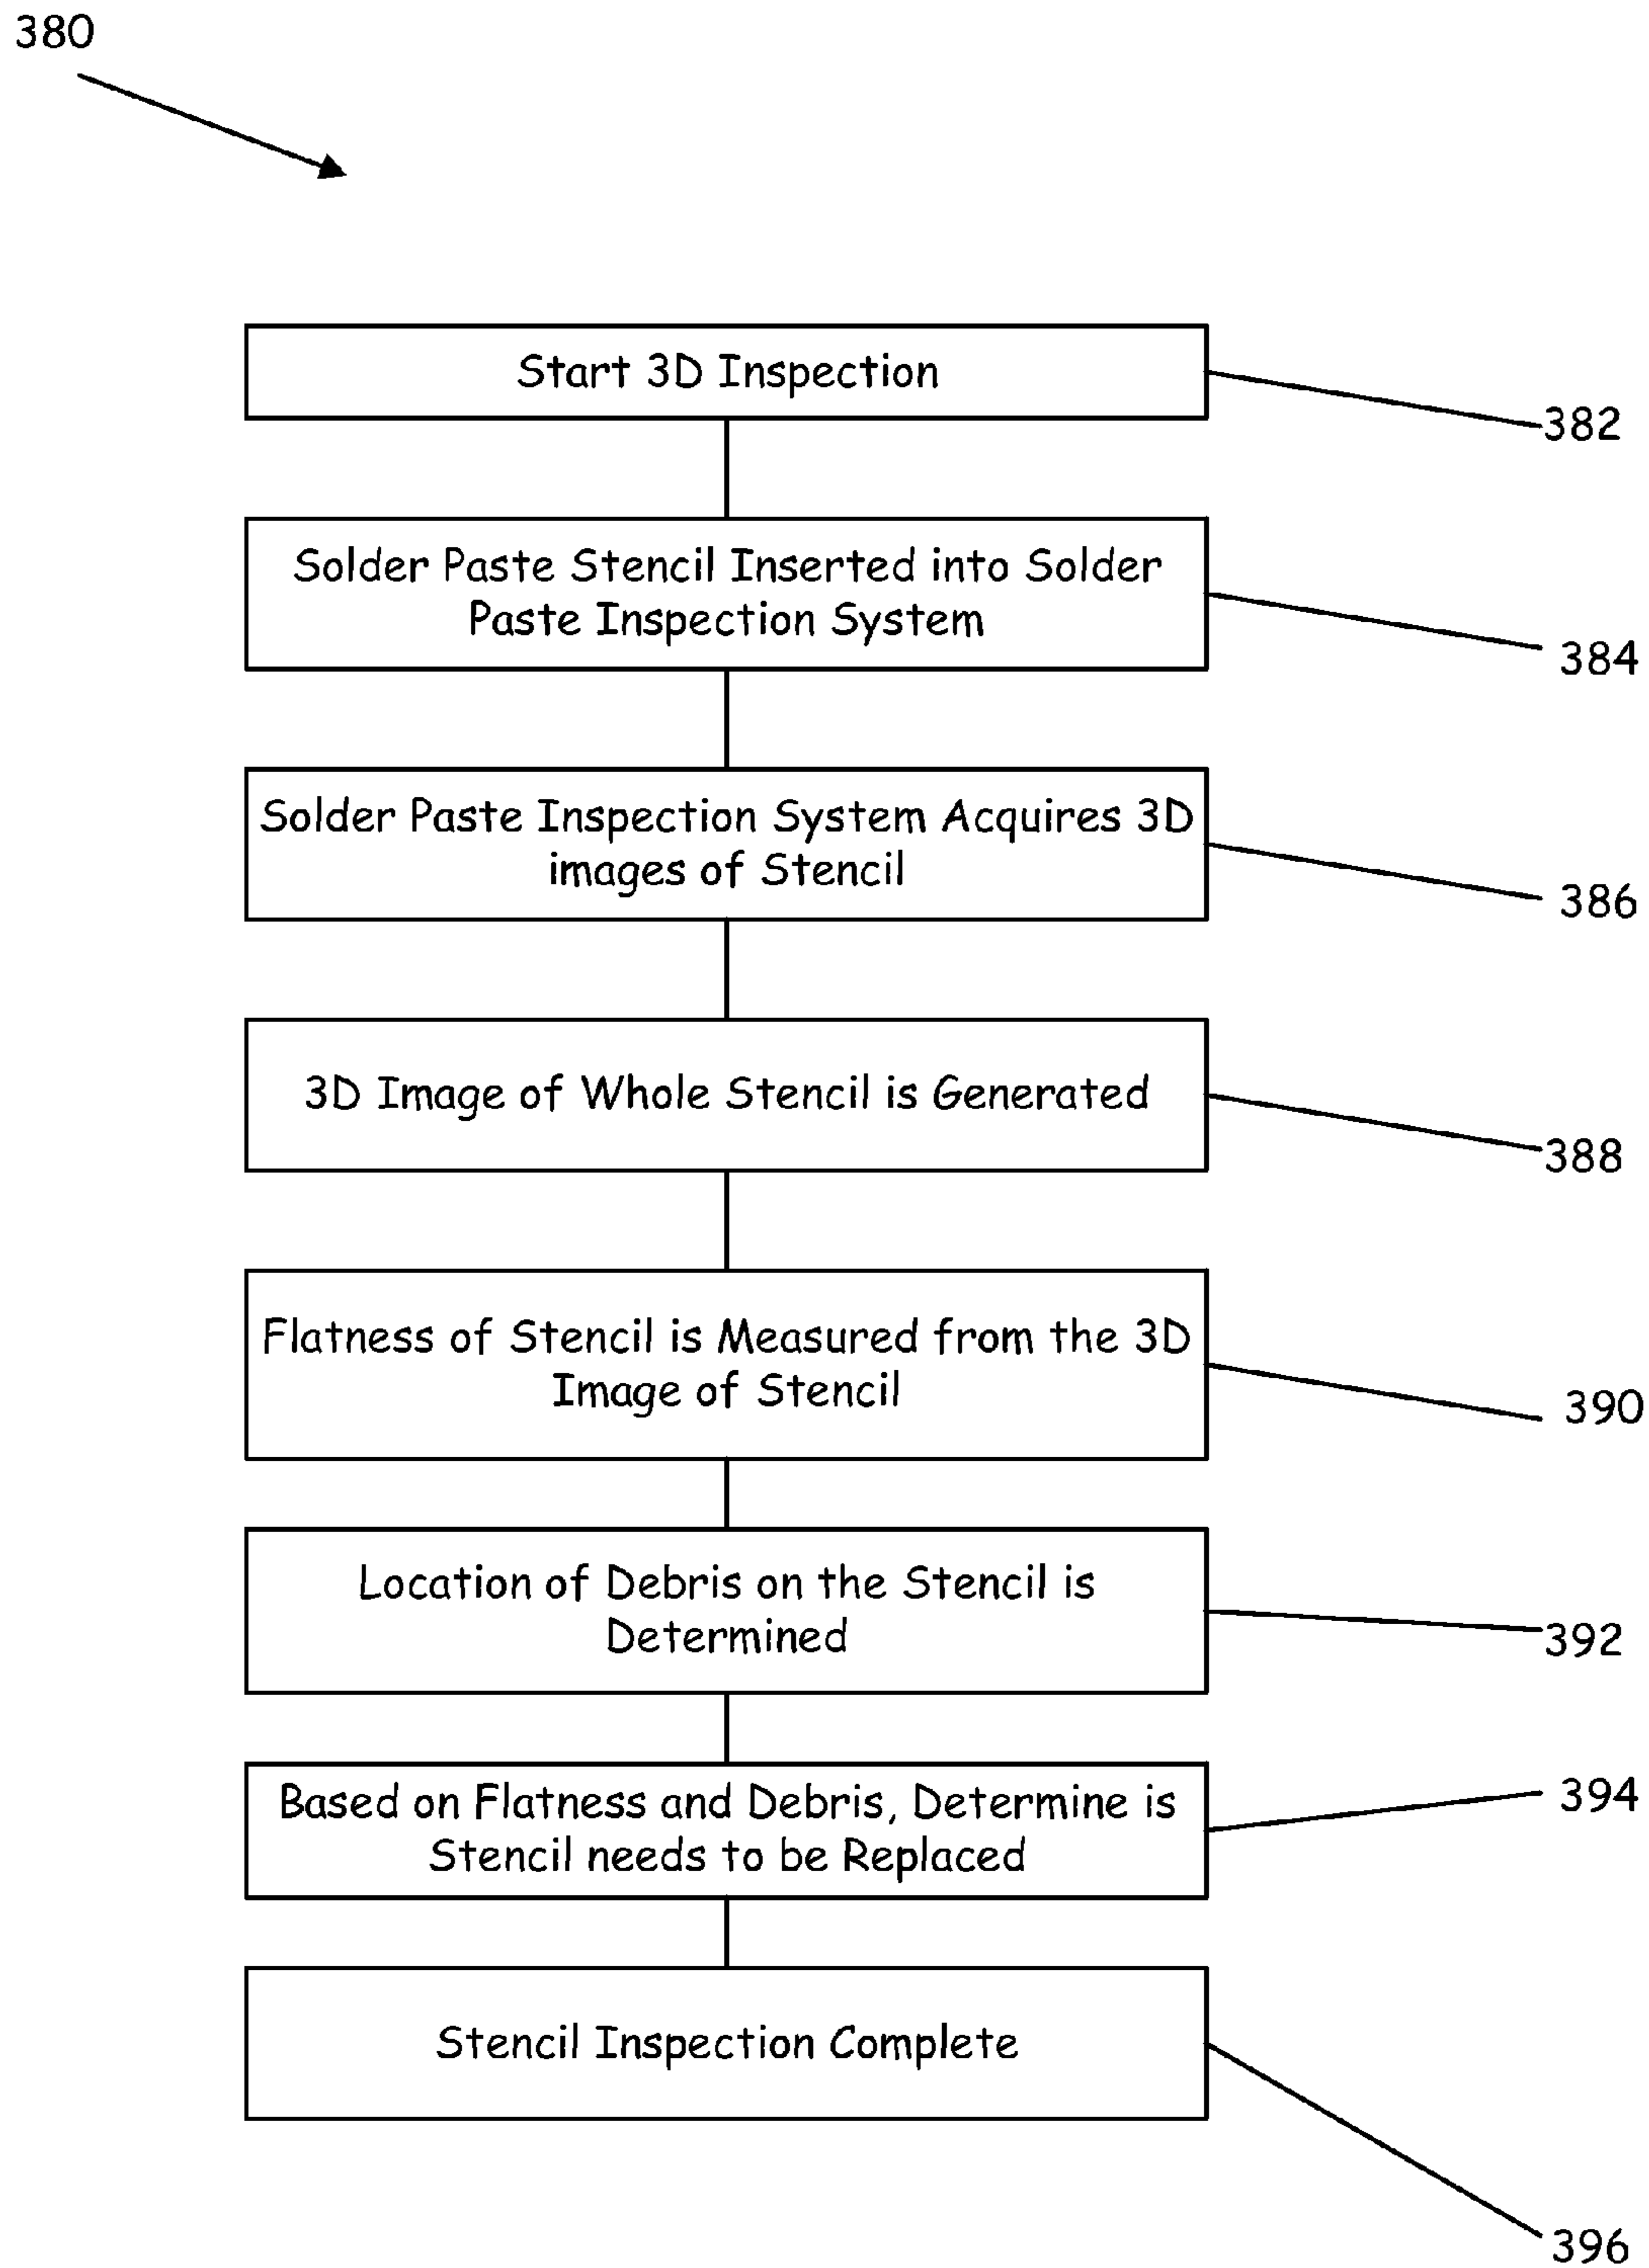 380
Start 3D Inspection
382
Solder Paste Stencil Inserted into Solder
Paste Inspection System
384
Solder Paste Inspection System Acquires 3D
images of Stencil
386
3D Image of Whole Stencil is Generated
388
Flatness of Stencil is Measured from the 3D
Image of Stencil
390
Location of Debris on the Stencil is
Determined
392
Based on Flatness and Debris, Determine is
Stencil needs to be Replaced
394
Stencil Inspection Complete
396